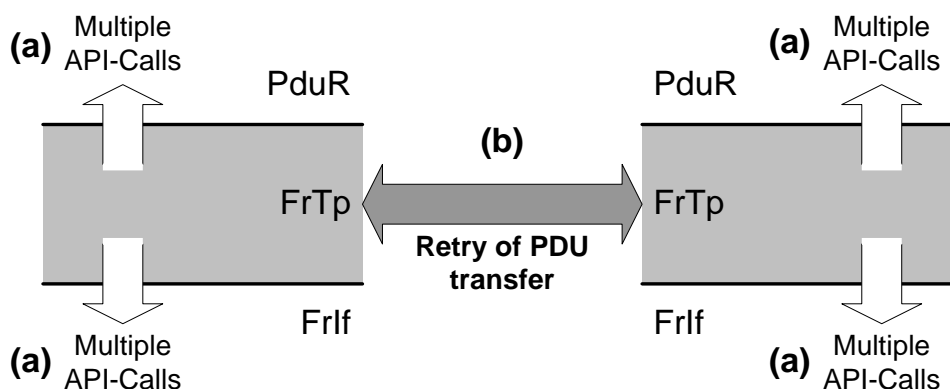 (a) Multiple
API-Calls
(a) Multiple
API-Calls
PduR
PduR
(b)
FrTp
FrTp
Retry of PDU
transfer
FrIf
FrIf
(a) Multiple
API-Calls
(a) Multiple
API-Calls